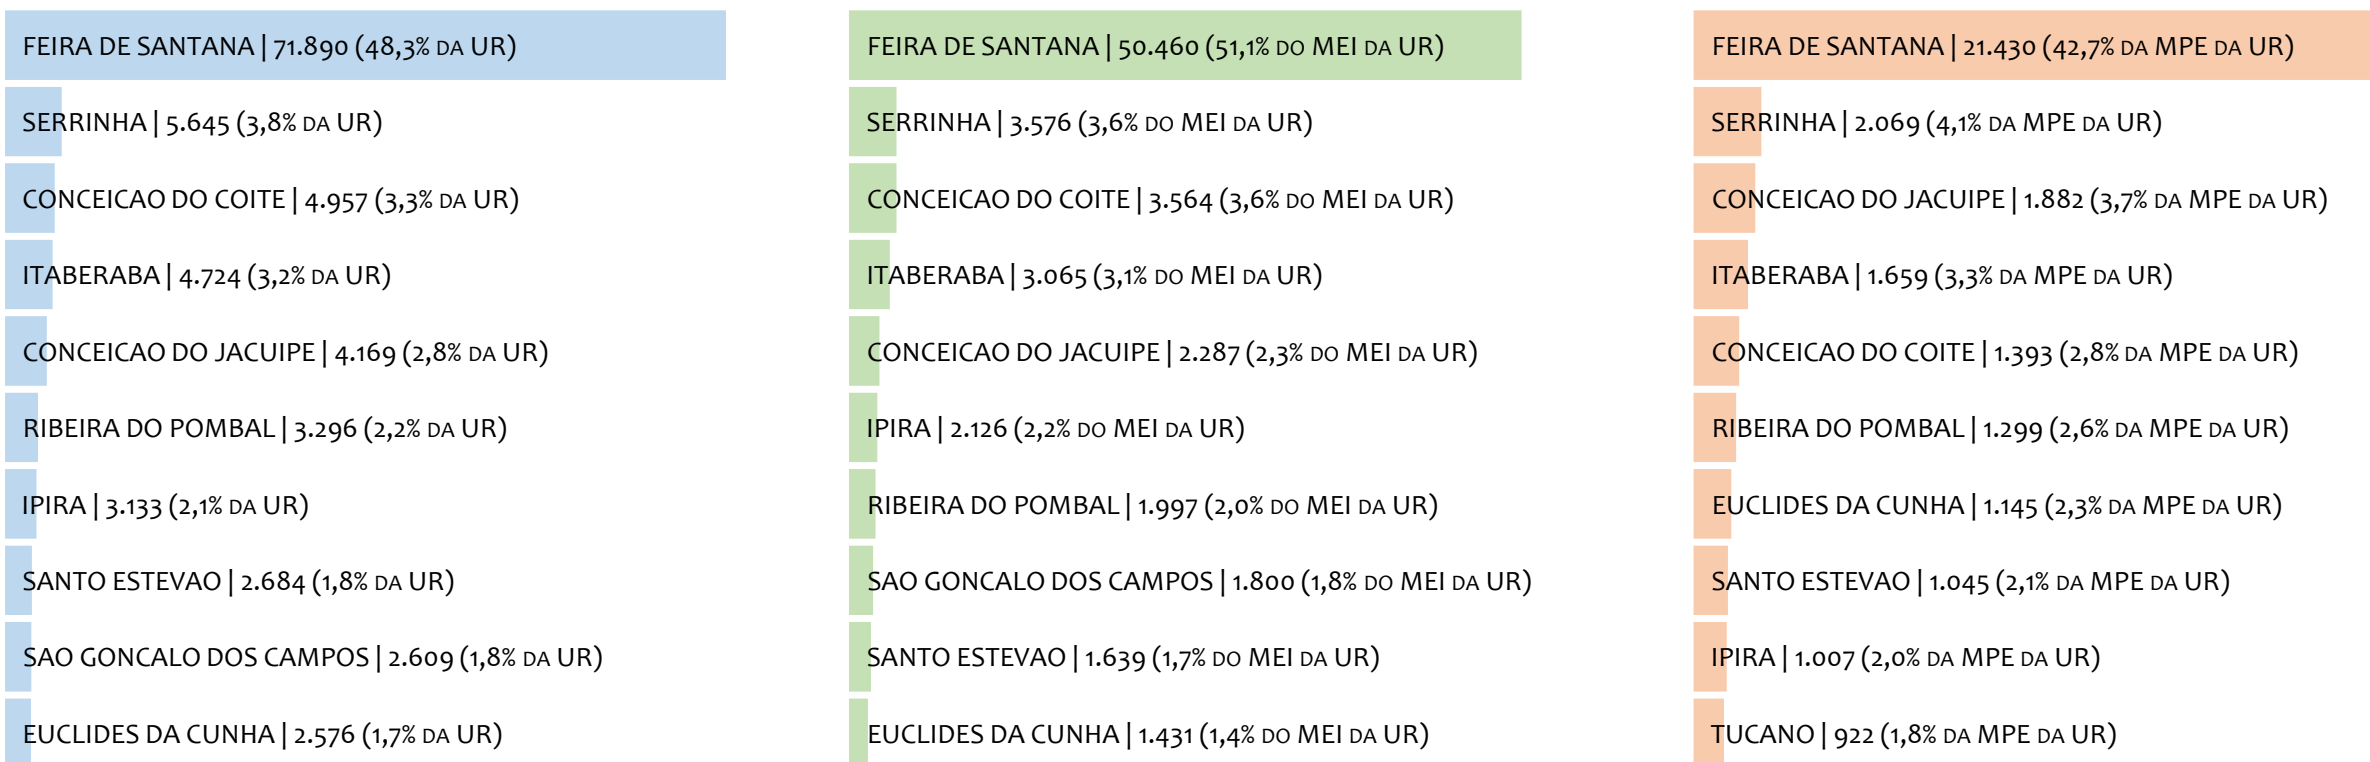 FEIRA DE SANTANA | 71.890 (48,3% DA UR)
SERRINHA | 5.645 (3,8% DA UR)
CONCEICAO DO COITE | 4.957 (3,3% DA UR)
ITABERABA | 4.724 (3,2% DA UR)
CONCEICAO DO JACUIPE | 4.169 (2,8% DA UR)
RIBEIRA DO POMBAL | 3.296 (2,2% DA UR)
IPIRA | 3.133 (2,1% DA UR)
SANTO ESTEVAO | 2.684 (1,8% DA UR)
SAO GONCALO DOS CAMPOS | 2.609 (1,8% DA UR)
EUCLIDES DA CUNHA | 2.576 (1,7% DA UR)
FEIRA DE SANTANA | 50.460 (51,1% DO MEI DA UR)
SERRINHA | 3.576 (3,6% DO MEI DA UR)
CONCEICAO DO COITE | 3.564 (3,6% DO MEI DA UR)
ITABERABA | 3.065 (3,1% DO MEI DA UR)
CONCEICAO DO JACUIPE | 2.287 (2,3% DO MEI DA UR)
IPIRA | 2.126 (2,2% DO MEI DA UR)
RIBEIRA DO POMBAL | 1.997 (2,0% DO MEI DA UR)
SAO GONCALO DOS CAMPOS | 1.800 (1,8% DO MEI DA UR)
SANTO ESTEVAO | 1.639 (1,7% DO MEI DA UR)
EUCLIDES DA CUNHA | 1.431 (1,4% DO MEI DA UR)
FEIRA DE SANTANA | 21.430 (42,7% DA MPE DA UR)
SERRINHA | 2.069 (4,1% DA MPE DA UR)
CONCEICAO DO JACUIPE | 1.882 (3,7% DA MPE DA UR)
ITABERABA | 1.659 (3,3% DA MPE DA UR)
CONCEICAO DO COITE | 1.393 (2,8% DA MPE DA UR)
RIBEIRA DO POMBAL | 1.299 (2,6% DA MPE DA UR)
EUCLIDES DA CUNHA | 1.145 (2,3% DA MPE DA UR)
SANTO ESTEVAO | 1.045 (2,1% DA MPE DA UR)
IPIRA | 1.007 (2,0% DA MPE DA UR)
TUCANO | 922 (1,8% DA MPE DA UR)